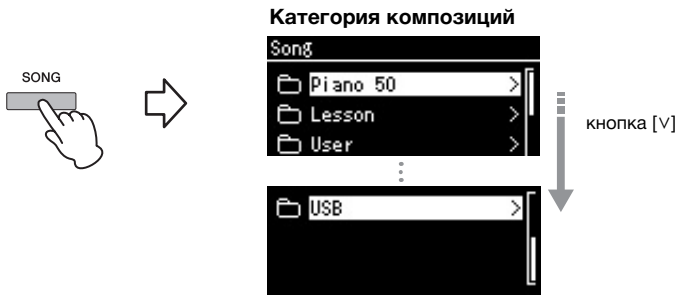 Категория композиций
SONG
Song
Piano 50 >
Lesson >
User >
кнопка [∨]
USB >